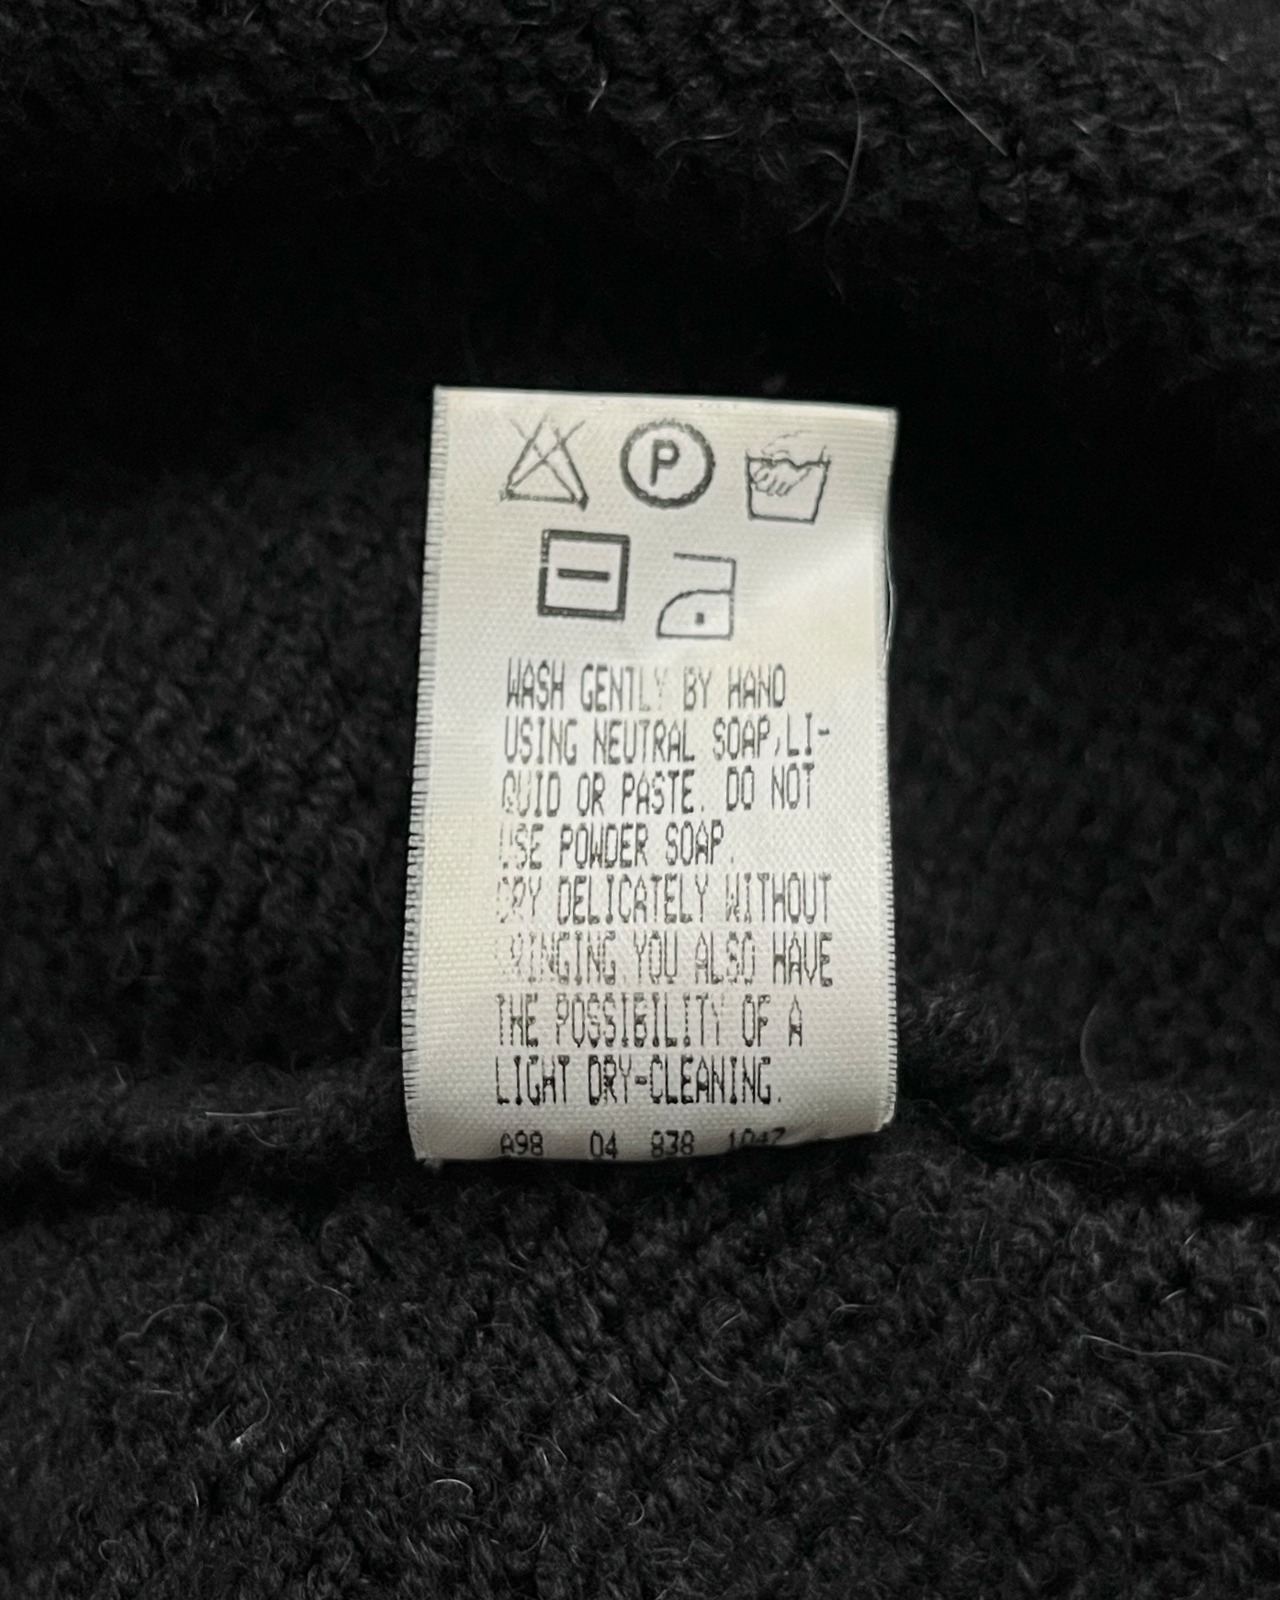 P
WASH GENTLY BY HAND
USING NEUTRAL SOAP,LI-
QUID OR PASTE. DO NOT
USE POWDER SOAP.
DRY DELICATELY WITHOUT
WRINGING.YOU ALSO HAVE
THE POSSIBILITY OF A
LIGHT DRY-CLEANING.
A98 04 838 1047